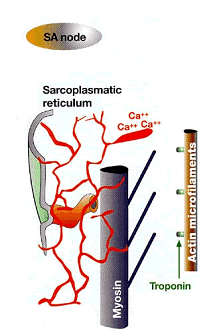 SA node
Sarcoplasmatic
reticulum
Ca++
Ca++ Ca++
Myosin
Actin microfilaments
Troponin